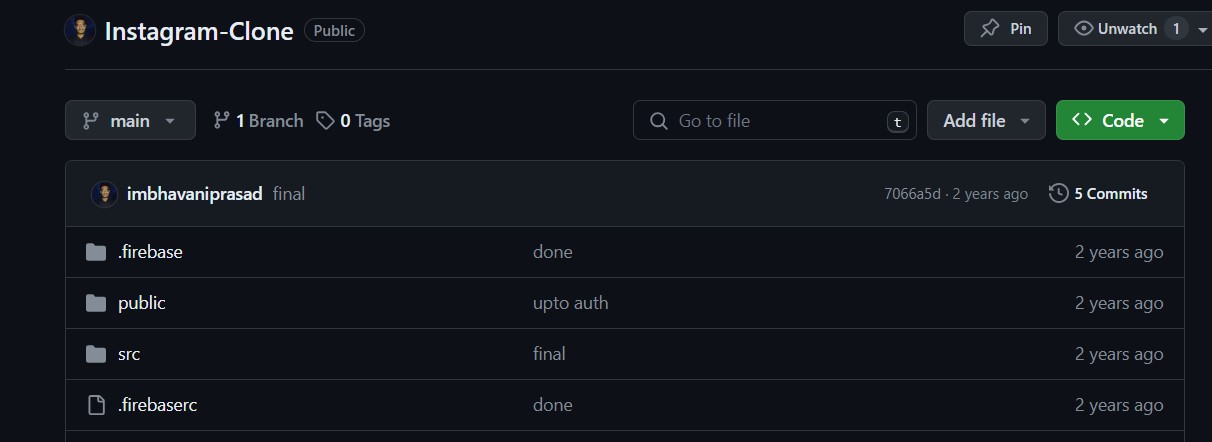 Instagram-Clone Public Pin Unwatch 1
main 1 Branch 0 Tags Go to file t Add file Code
imbhavaniprasad final 7066a5d · 2 years ago 5 Commits
.firebase done 2 years ago
public upto auth 2 years ago
src final 2 years ago
.firebaserc done 2 years ago